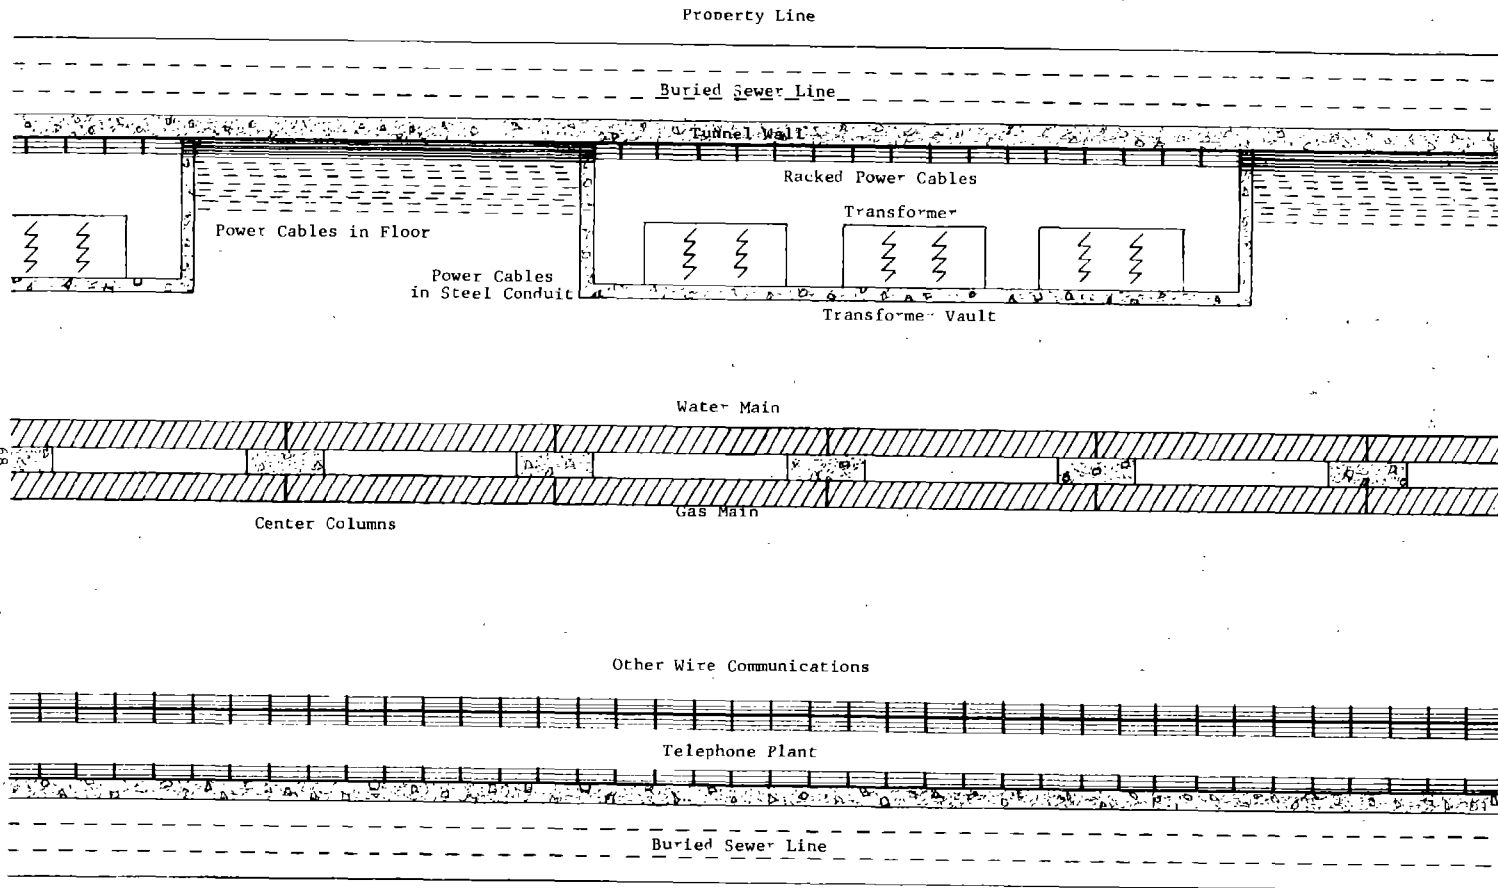 Property Line
Buried Sewer Line
Tunnel Wall
Racked Power Cables
Transformer
Power Cables in Floor
Power Cables
in Steel Conduit
Transformer Vault
Water Main
68
Gas Main
Center Columns
Other Wire Communications
Telephone Plant
Buried Sewer Line